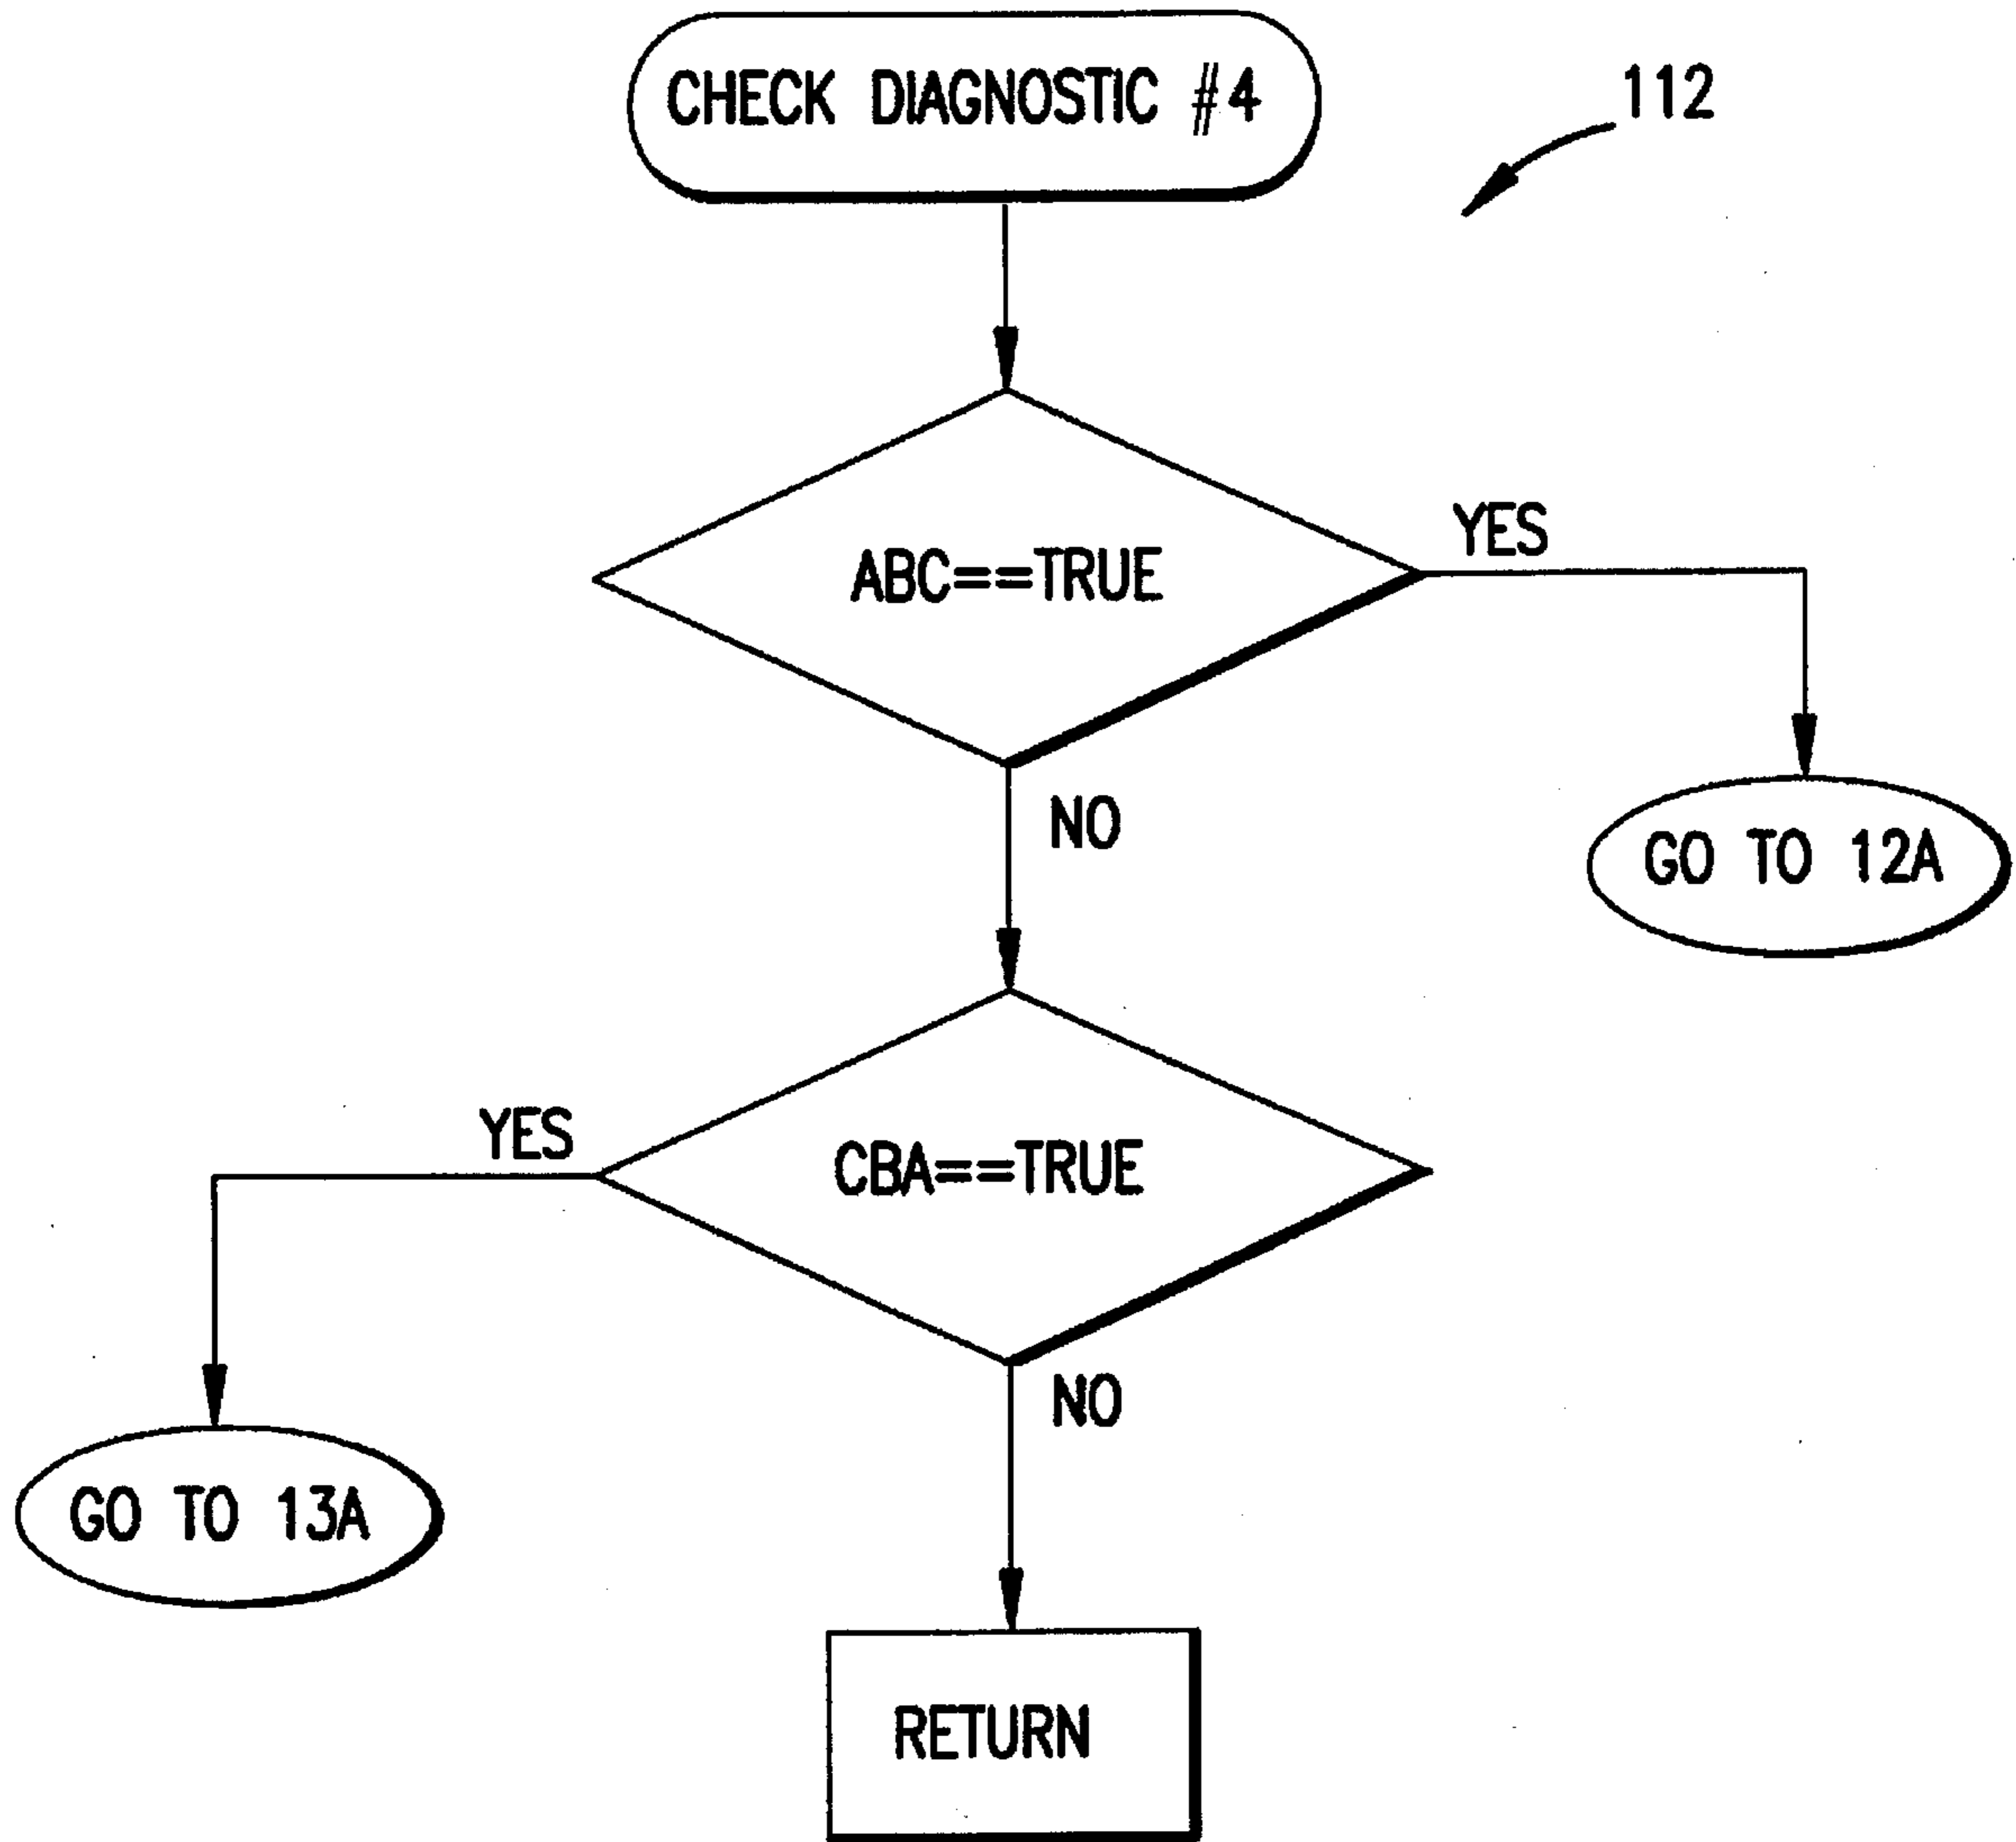 CHECK DIAGNOSTIC #4
112
ABC==TRUE
YES
NO
GO TO 12A
YES
CBA==TRUE
NO
GO TO 13A
RETURN